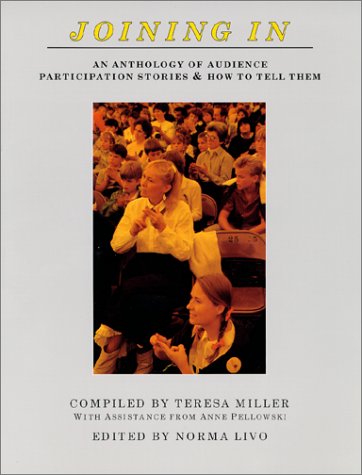 JOINING IN
AN ANTHOLOGY OF AUDIENCE
PARTICIPATION STORIES & HOW TO TELL THEM
COMPILED BY TERESA MILLER
WITH ASSISTANCE FROM ANNE PELLOWSKI
EDITED BY NORMA LIVO